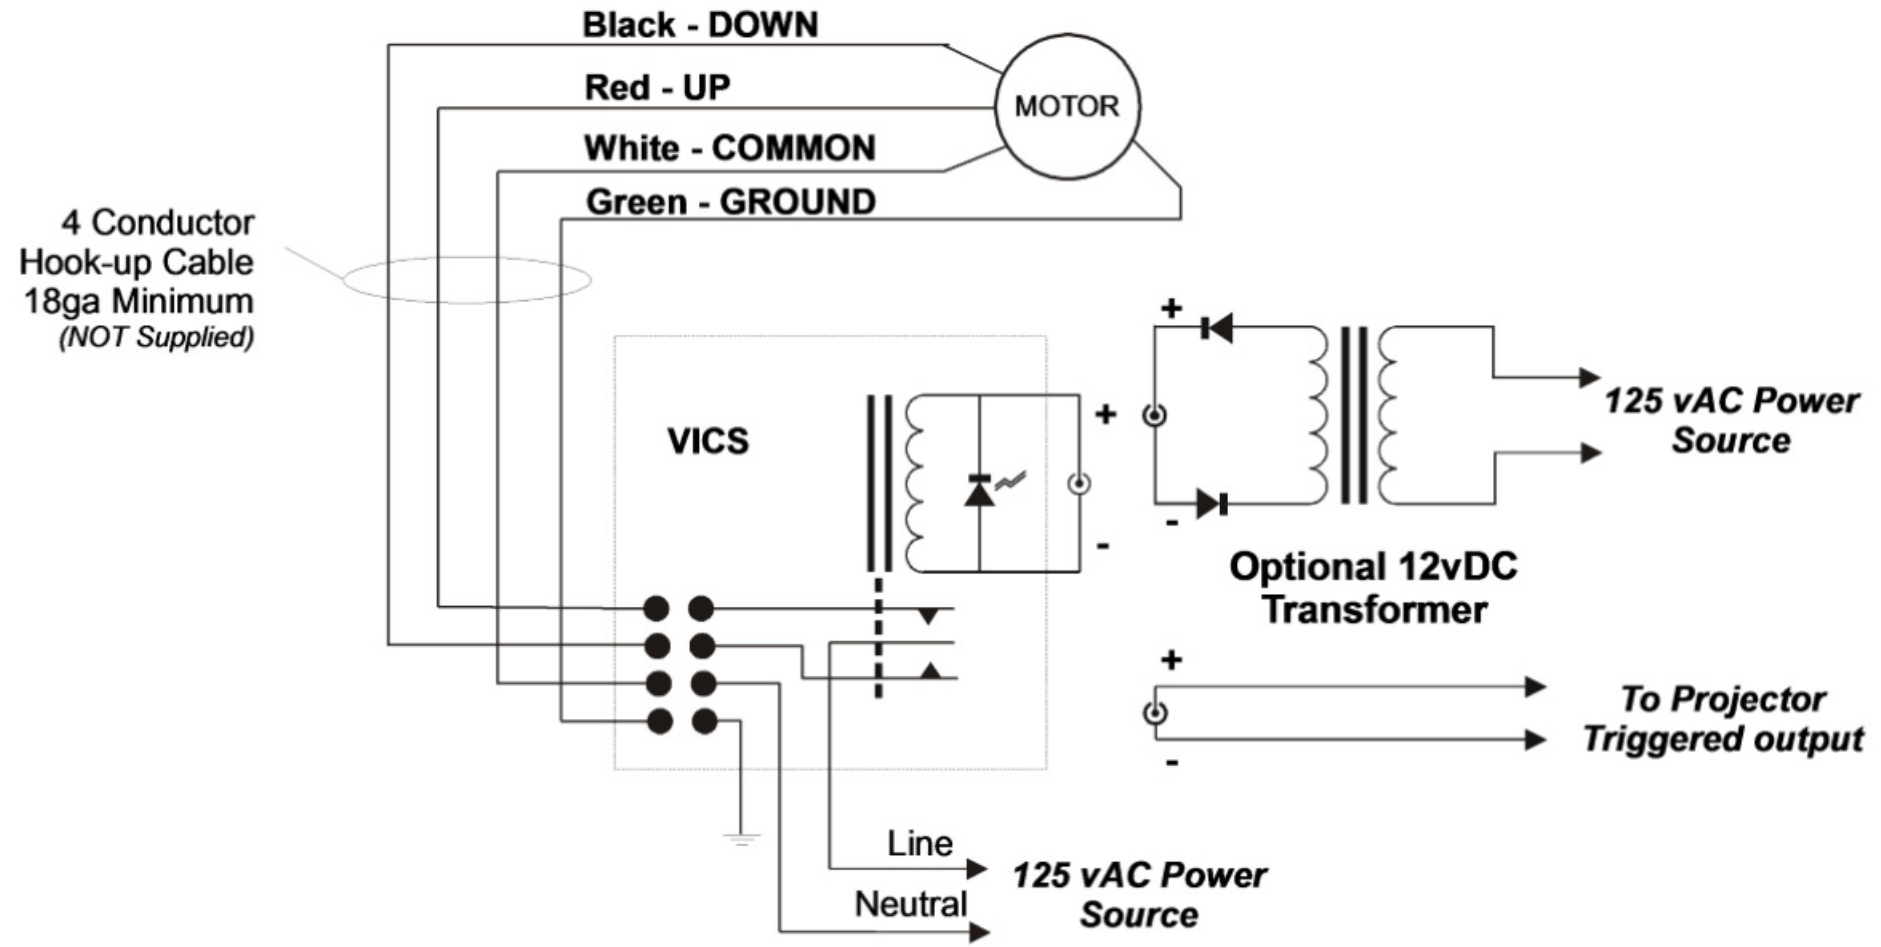 Black - DOWN
Red - UP
MOTOR
White - COMMON
Green - GROUND
4 Conductor
Hook-up Cable
18ga Minimum
(NOT Supplied)
+
125 vAC Power
Source
+
VICS
-
-
Optional 12vDC
Transformer
+
To Projector
Triggered output
-
Line
125 vAC Power
Source
Neutral